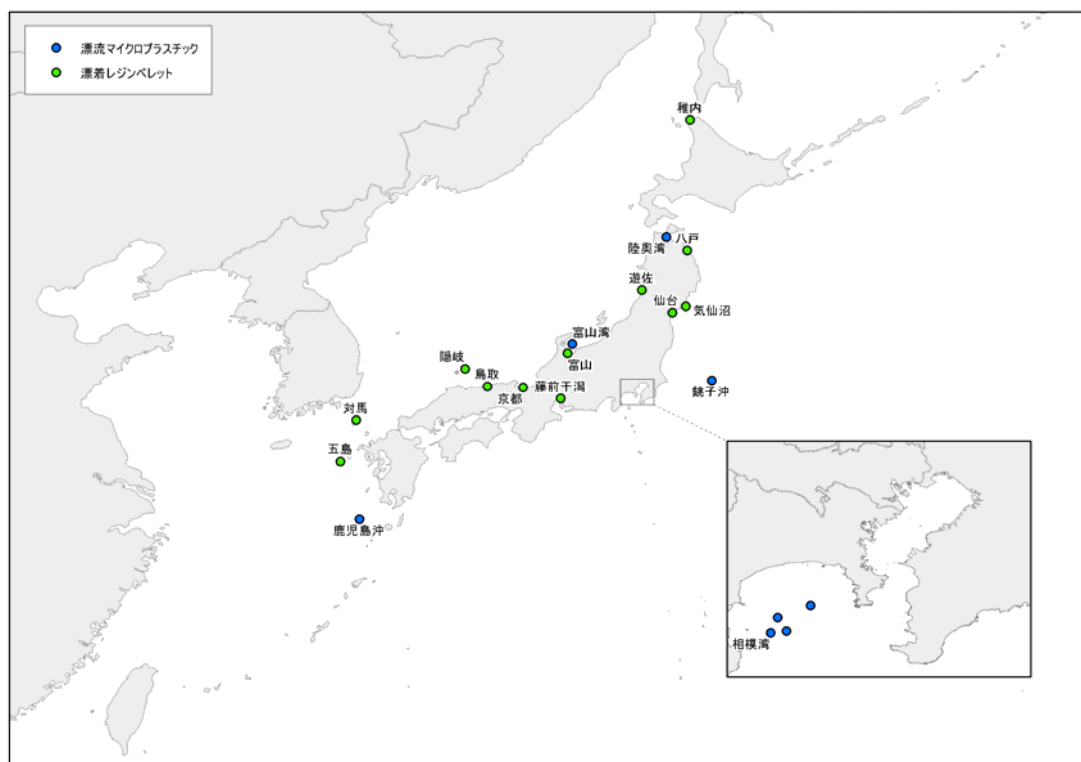 漂流マイクロプラスチック
漂着レジンペレット
稚内
陸奥湾
八戸
遊佐
仙台
気仙沼
富山湾
富山
隠岐
鳥取
京都
藤前干潟
銚子沖
対馬
五島
鹿児島沖
相模湾